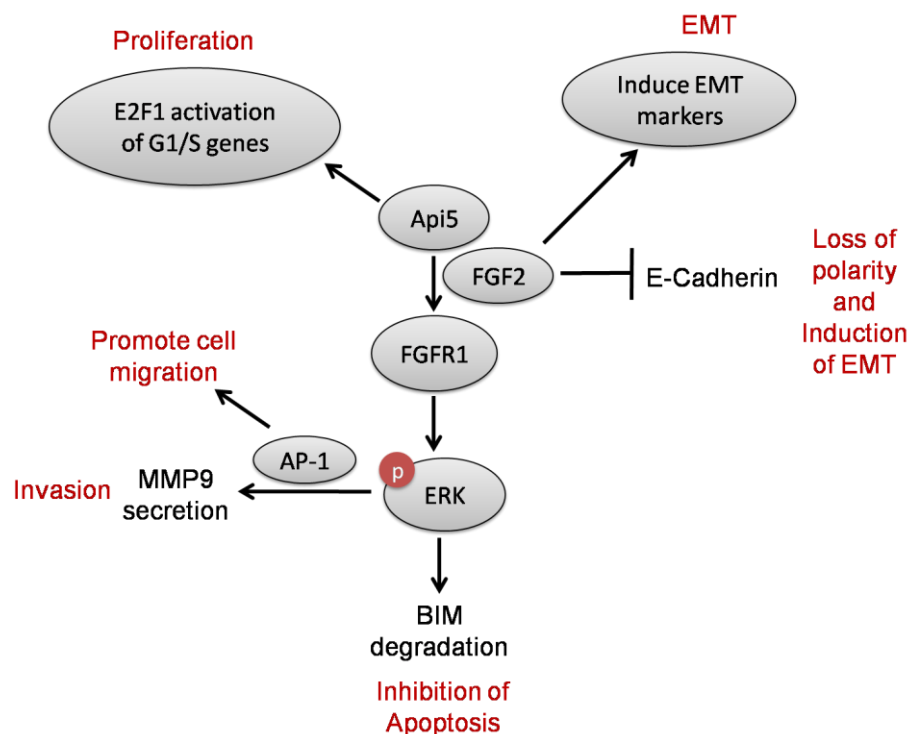 Proliferation
E2F1 activation
of G1/S genes
EMT
Induce EMT
markers
Api5
FGF2
E-Cadherin
Loss of
polarity
and
Induction
of EMT
FGFR1
Promote cell
migration
AP-1
p
ERK
Invasion
MMP9
secretion
BIM
degradation
Inhibition of
Apoptosis